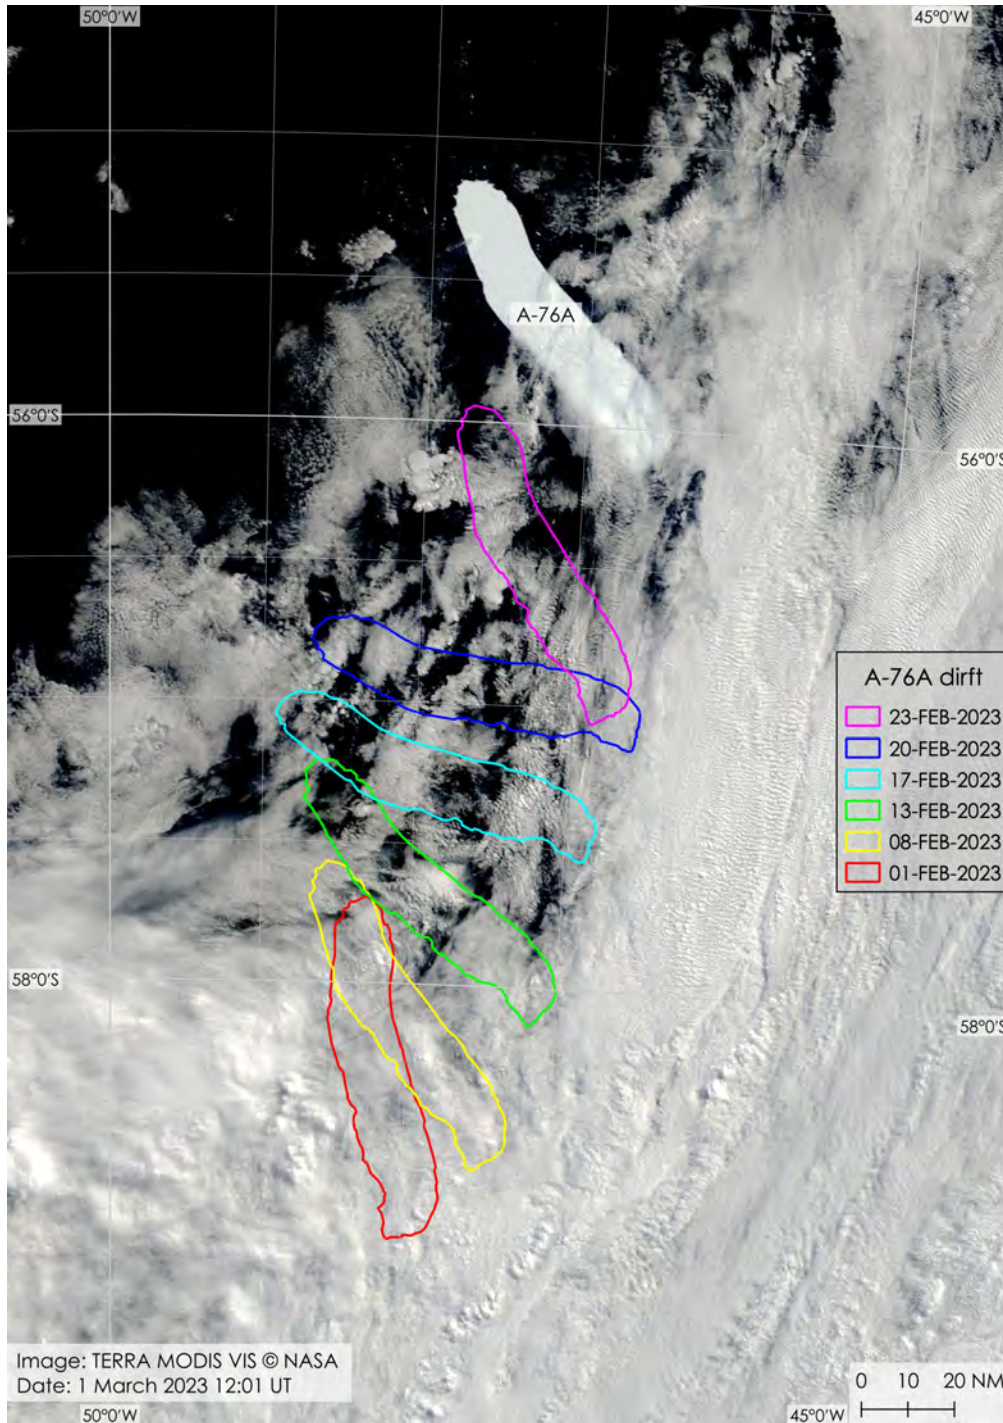 50°0'W
45°0'W
A-76A
56°0'S
56°0'S
A-76A dirft
23-FEB-2023
20-FEB-2023
17-FEB-2023
13-FEB-2023
08-FEB-2023
01-FEB-2023
58°0'S
58°0'S
Image: TERRA MODIS VIS © NASA
Date: 1 March 2023 12:01 UT
0 10 20 NM
50°0'W
45°0'W